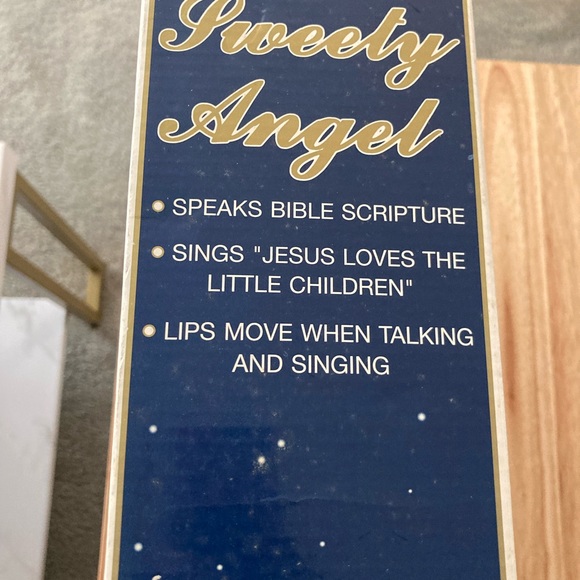 Sweety
Angel
• SPEAKS BIBLE SCRIPTURE
• SINGS "JESUS LOVES THE
LITTLE CHILDREN"
• LIPS MOVE WHEN TALKING
AND SINGING